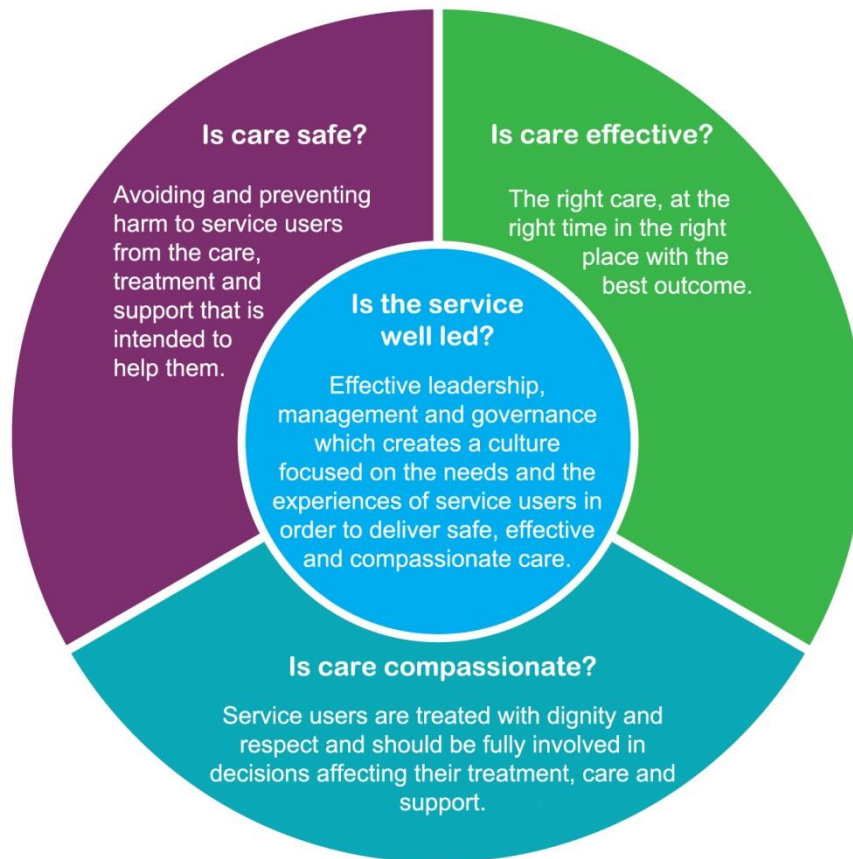 Is care safe?
Avoiding and preventing
harm to service users
from the care,
treatment and
support that is
intended to
help them.
Is care effective?
The right care, at the
right time in the right
place with the
best outcome.
Is the service
well led?
Effective leadership,
management and governance
which creates a culture
focused on the needs and the
experiences of service users in
order to deliver safe, effective
and compassionate care.
Is care compassionate?
Service users are treated with dignity and
respect and should be fully involved in
decisions affecting their treatment, care and
support.